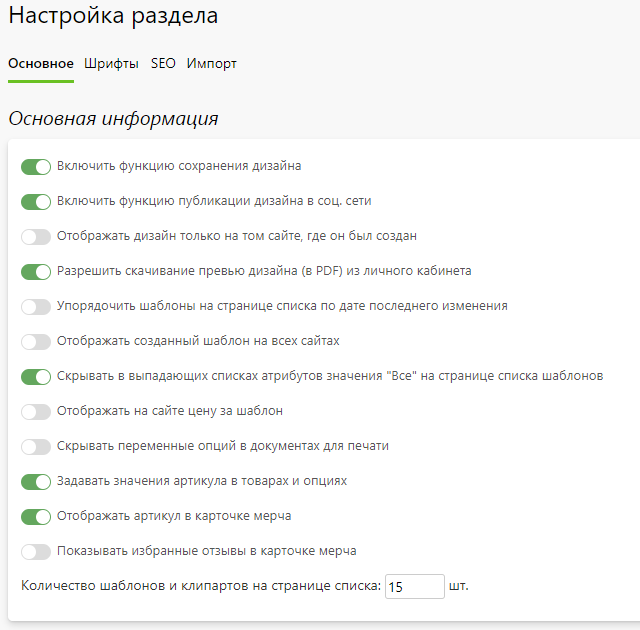 Настройка раздела
Основное Шрифты SEO Импорт
Основная информация
Включить функцию сохранения дизайна
Включить функцию публикации дизайна в соц. сети
Отображать дизайн только на том сайте, где он был создан
Разрешить скачивание превью дизайна (в PDF) из личного кабинета
Упорядочить шаблоны на странице списка по дате последнего изменения
Отображать созданный шаблон на всех сайтах
Скрывать в выпадающих списках атрибутов значения "Все" на странице списка шаблонов
Отображать на сайте цену за шаблон
Скрывать переменные опций в документах для печати
Задавать значения артикула в товарах и опциях
Отображать артикул в карточке мерча
Показывать избранные отзывы в карточке мерча
Количество шаблонов и клипартов на странице списка: 15 шт.